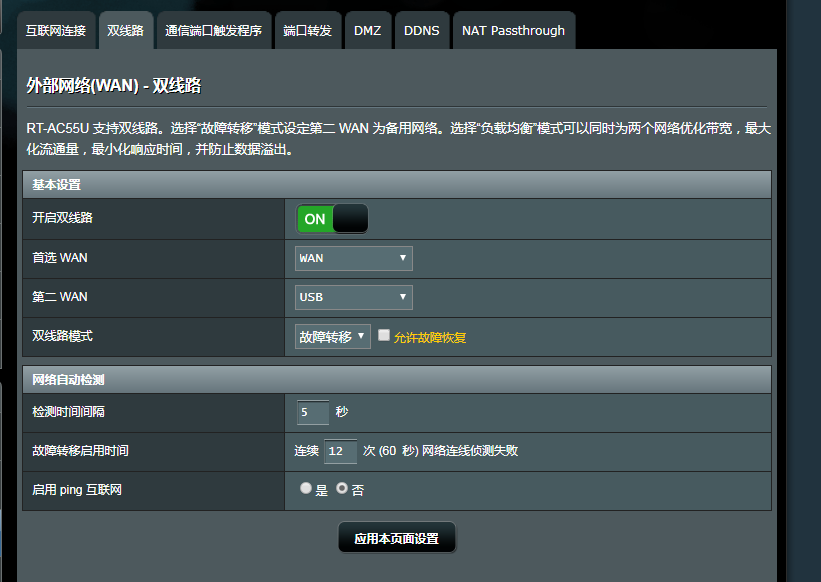 互联网连接 双线路 通信端口触发程序 端口转发 DMZ DDNS NAT Passthrough
外部网络(WAN) - 双线路
RT-AC55U 支持双线路。选择“故障转移”模式设定第二 WAN 为备用网络。选择“负载均衡”模式可以同时为两个网络优化带宽，最大
化流通量，最小化响应时间，并防止数据溢出。
基本设置
开启双线路 ON
首选 WAN WAN
第二 WAN USB
双线路模式 故障转移 允许故障恢复
网络自动检测
检测时间间隔 5 秒
故障转移启用时间 连续 12 次 (60 秒) 网络连线侦测失败
启用 ping 互联网 是 否
应用本页面设置